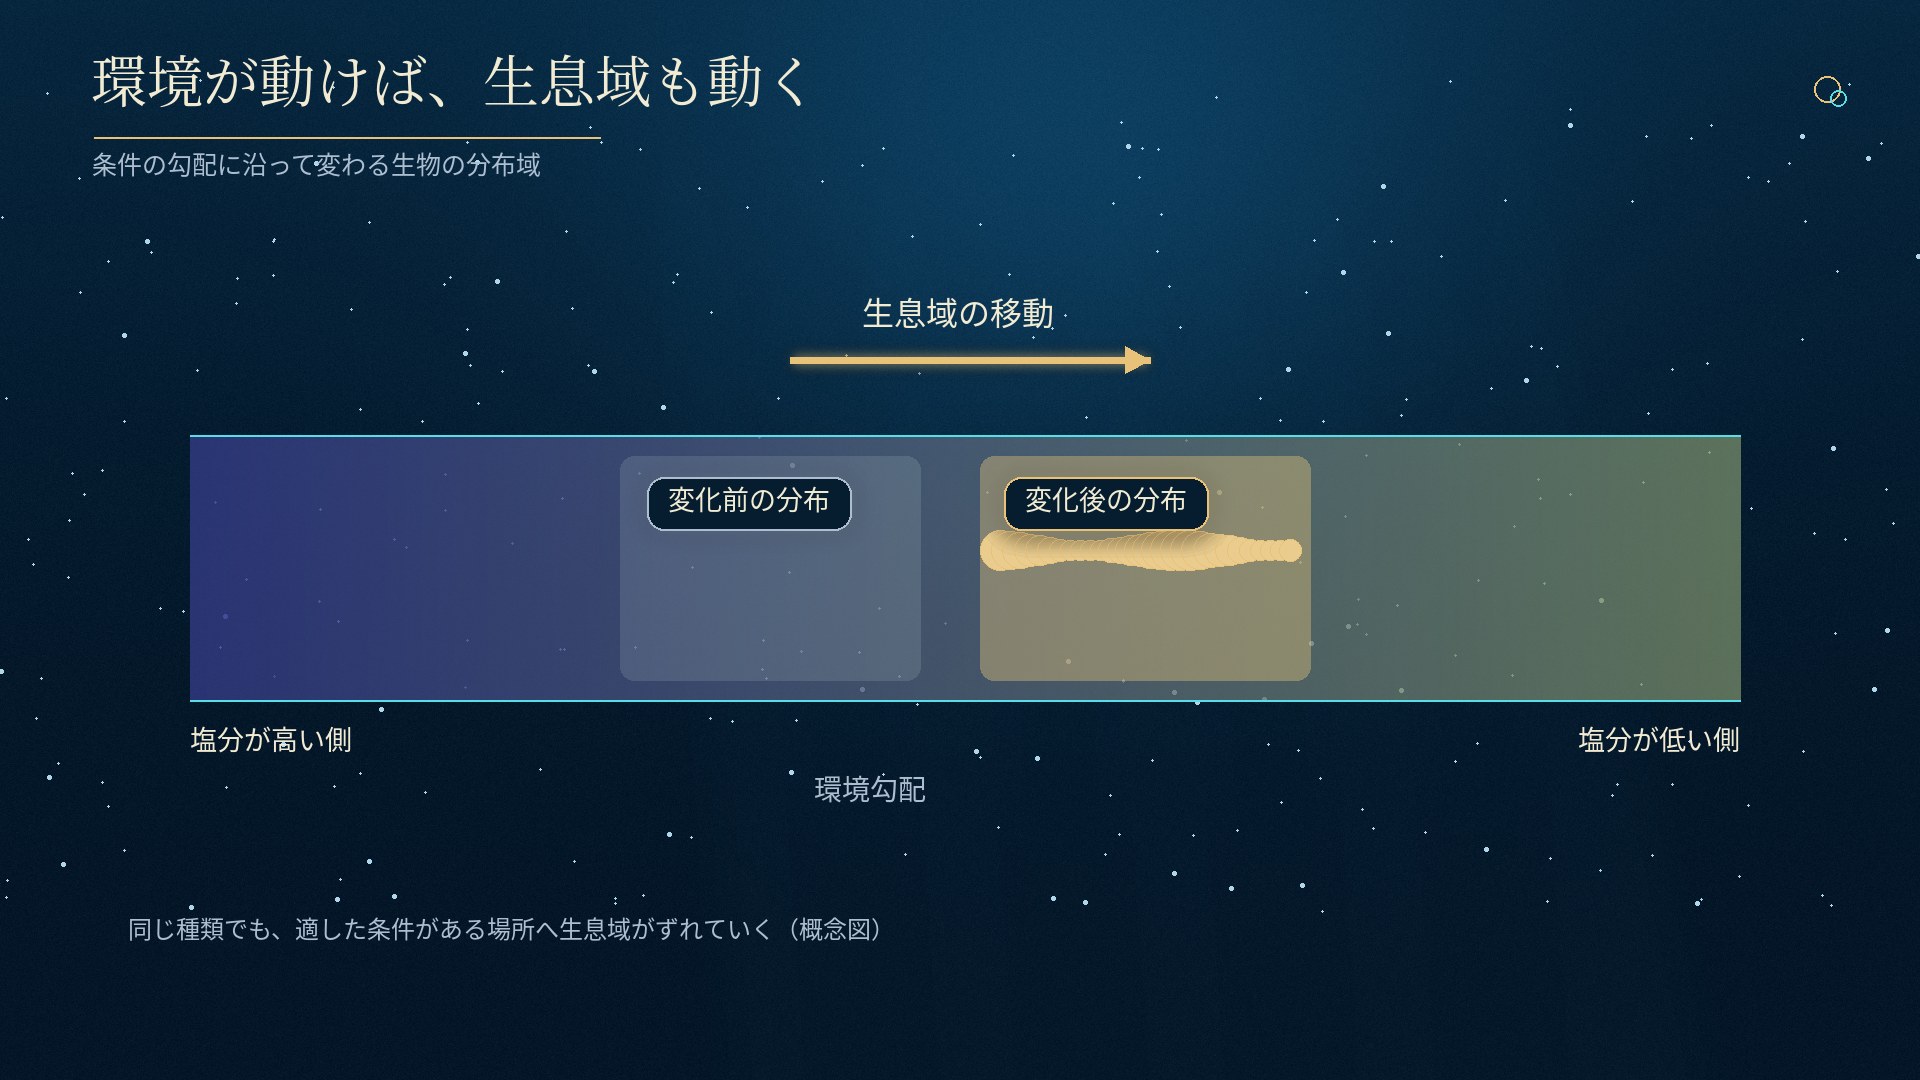 環境が動けば、生息域も動く
条件の勾配に沿って変わる生物の分布域
生息域の移動
変化前の分布
変化後の分布
塩分が高い側
塩分が低い側
環境勾配
同じ種類でも、適した条件がある場所へ生息域がずれていく（概念図）